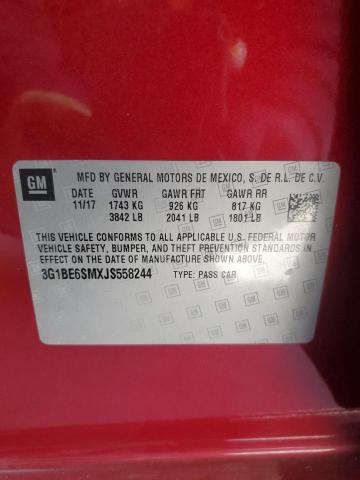 GM
MFD BY GENERAL MOTORS DE MEXICO, S. DE R.L. DE C.V.
DATE GVWR GAWR FRT GAWR RR
11/17 1743 KG 926 KG 817 KG
3842 LB 2041 LB 1801 LB
THIS VEHICLE CONFORMS TO ALL APPLICABLE U.S. FEDERAL MOTOR
VEHICLE SAFETY, BUMPER, AND THEFT PREVENTION STANDARDS
IN EFFECT ON THE DATE OF MANUFACTURE SHOWN ABOVE.
3G1BE6SMXJS558244 TYPE: PASS CAR